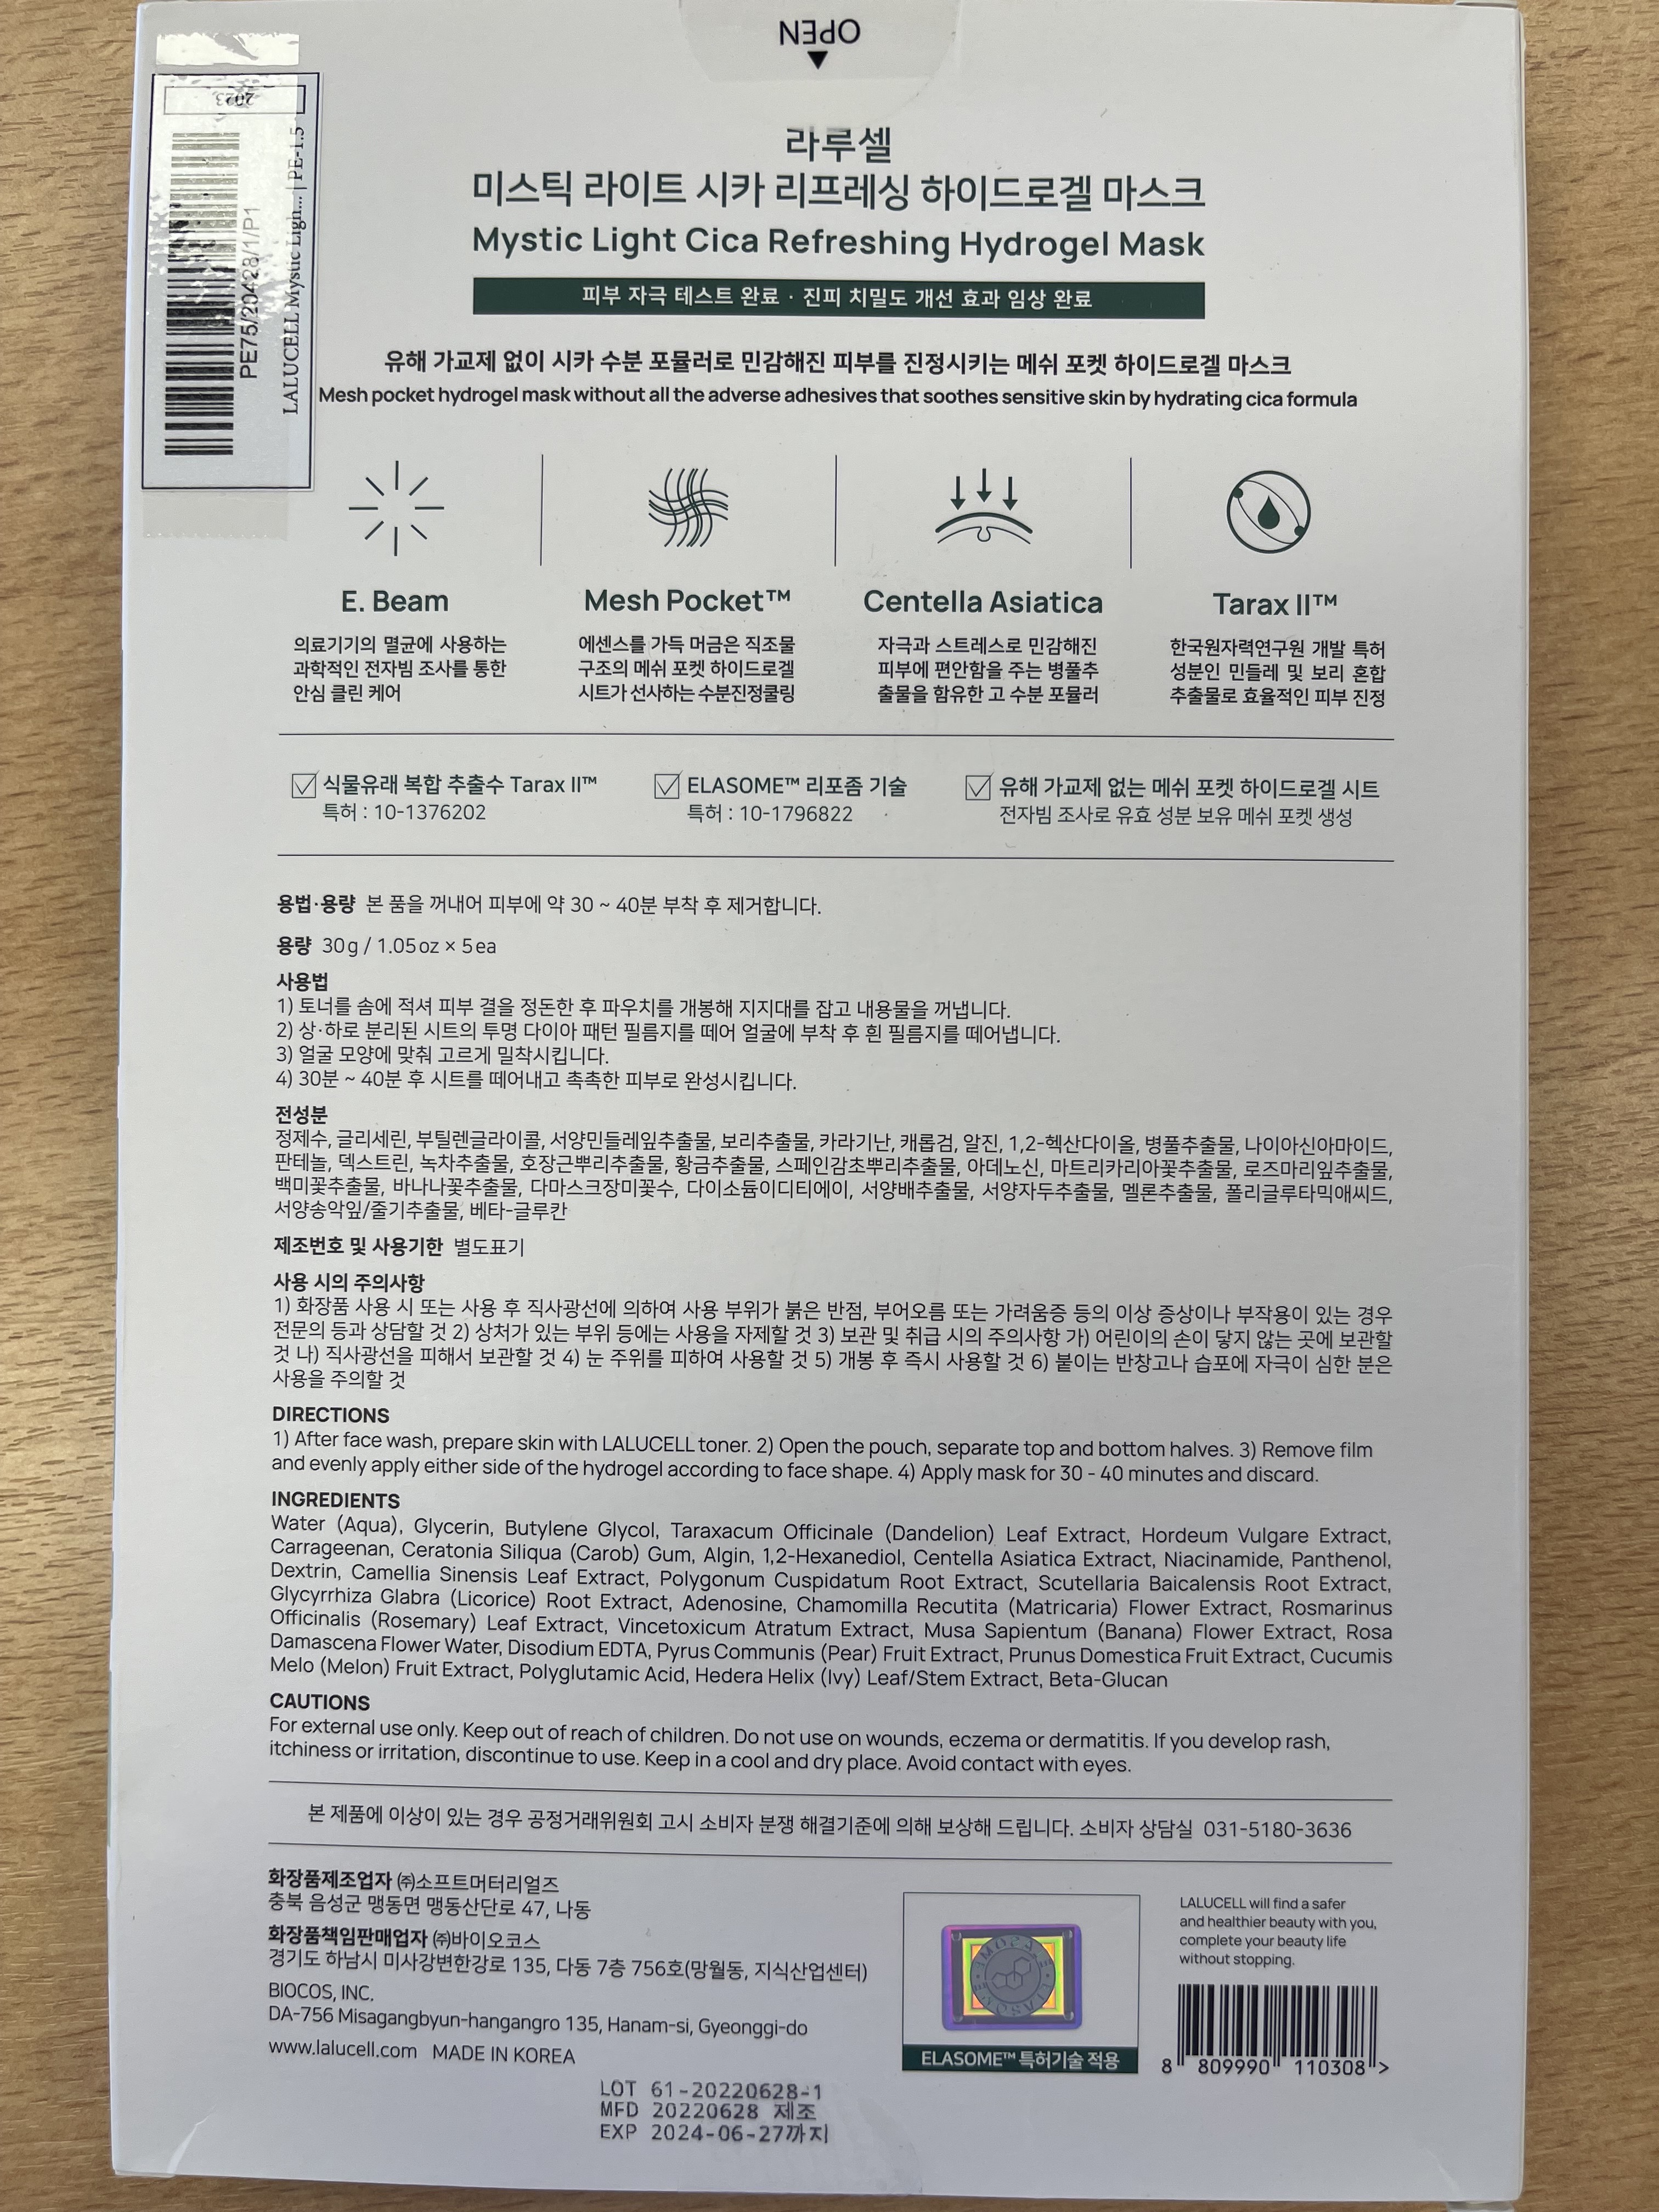 OPEN
2023
PE75/20428/1/P1
LALUCELL Mystic Ligh... | PE-1.5
라루셀
미스틱 라이트 시카 리프레싱 하이드로겔 마스크
Mystic Light Cica Refreshing Hydrogel Mask
피부 자극 테스트 완료 · 진피 치밀도 개선 효과 임상 완료
유해 가교제 없이 시카 수분 포뮬러로 민감해진 피부를 진정시키는 메쉬 포켓 하이드로겔 마스크
Mesh pocket hydrogel mask without all the adverse adhesives that soothes sensitive skin by hydrating cica formula
E. Beam
의료기기의 멸균에 사용하는
과학적인 전자빔 조사를 통한
안심 클린 케어
Mesh Pocket™
에센스를 가득 머금은 직조물
구조의 메쉬 포켓 하이드로겔
시트가 선사하는 수분진정쿨링
Centella Asiatica
자극과 스트레스로 민감해진
피부에 편안함을 주는 병풀추
출물을 함유한 고 수분 포뮬러
Tarax II™
한국원자력연구원 개발 특허
성분인 민들레 및 보리 혼합
추출물로 효율적인 피부 진정
식물유래 복합 추출수 Tarax II™
특허 : 10-1376202
ELASOME™ 리포좀 기술
특허 : 10-1796822
유해 가교제 없는 메쉬 포켓 하이드로겔 시트
전자빔 조사로 유효 성분 보유 메쉬 포켓 생성
용법·용량 본 품을 꺼내어 피부에 약 30 ~ 40분 부착 후 제거합니다.
용량 30g / 1.05oz × 5ea
사용법
1) 토너를 솜에 적셔 피부 결을 정돈한 후 파우치를 개봉해 지지대를 잡고 내용물을 꺼냅니다.
2) 상·하로 분리된 시트의 투명 다이아 패턴 필름지를 떼어 얼굴에 부착 후 흰 필름지를 떼어냅니다.
3) 얼굴 모양에 맞춰 고르게 밀착시킵니다.
4) 30분 ~ 40분 후 시트를 떼어내고 촉촉한 피부로 완성시킵니다.
전성분
정제수, 글리세린, 부틸렌글라이콜, 서양민들레잎추출물, 보리추출물, 카라기난, 캐롭검, 알진, 1,2-헥산다이올, 병풀추출물, 나이아신아마이드,
판테놀, 덱스트린, 녹차추출물, 호장근뿌리추출물, 황금추출물, 스페인감초뿌리추출물, 아데노신, 마트리카리아꽃추출물, 로즈마리잎추출물,
백미꽃추출물, 바나나꽃추출물, 다마스크장미꽃수, 다이소듐이디티에이, 서양배추출물, 서양자두추출물, 멜론추출물, 폴리글루타믹애씨드,
서양송악잎/줄기추출물, 베타-글루칸
제조번호 및 사용기한 별도표기
사용 시의 주의사항
1) 화장품 사용 시 또는 사용 후 직사광선에 의하여 사용 부위가 붉은 반점, 부어오름 또는 가려움증 등의 이상 증상이나 부작용이 있는 경우
전문의 등과 상담할 것 2) 상처가 있는 부위 등에는 사용을 자제할 것 3) 보관 및 취급 시의 주의사항 가) 어린이의 손이 닿지 않는 곳에 보관할
것 나) 직사광선을 피해서 보관할 것 4) 눈 주위를 피하여 사용할 것 5) 개봉 후 즉시 사용할 것 6) 붙이는 반창고나 습포에 자극이 심한 분은
사용을 주의할 것
DIRECTIONS
1) After face wash, prepare skin with LALUCELL toner. 2) Open the pouch, separate top and bottom halves. 3) Remove film
and evenly apply either side of the hydrogel according to face shape. 4) Apply mask for 30 - 40 minutes and discard.
INGREDIENTS
Water (Aqua), Glycerin, Butylene Glycol, Taraxacum Officinale (Dandelion) Leaf Extract, Hordeum Vulgare Extract,
Carrageenan, Ceratonia Siliqua (Carob) Gum, Algin, 1,2-Hexanediol, Centella Asiatica Extract, Niacinamide, Panthenol,
Dextrin, Camellia Sinensis Leaf Extract, Polygonum Cuspidatum Root Extract, Scutellaria Baicalensis Root Extract,
Glycyrrhiza Glabra (Licorice) Root Extract, Adenosine, Chamomilla Recutita (Matricaria) Flower Extract, Rosmarinus
Officinalis (Rosemary) Leaf Extract, Vincetoxicum Atratum Extract, Musa Sapientum (Banana) Flower Extract, Rosa
Damascena Flower Water, Disodium EDTA, Pyrus Communis (Pear) Fruit Extract, Prunus Domestica Fruit Extract, Cucumis
Melo (Melon) Fruit Extract, Polyglutamic Acid, Hedera Helix (Ivy) Leaf/Stem Extract, Beta-Glucan
CAUTIONS
For external use only. Keep out of reach of children. Do not use on wounds, eczema or dermatitis. If you develop rash,
itchiness or irritation, discontinue to use. Keep in a cool and dry place. Avoid contact with eyes.
본 제품에 이상이 있는 경우 공정거래위원회 고시 소비자 분쟁 해결기준에 의해 보상해 드립니다. 소비자 상담실 031-5180-3636
화장품제조업자 ㈜소프트머터리얼즈
충북 음성군 맹동면 맹동산단로 47, 나동
화장품책임판매업자 ㈜바이오코스
경기도 하남시 미사강변한강로 135, 다동 7층 756호(망월동, 지식산업센터)
BIOCOS, INC.
DA-756 Misagangbyun-hangangro 135, Hanam-si, Gyeonggi-do
www.lalucell.com MADE IN KOREA
ELASOME™ 특허기술 적용
LALUCELL will find a safer
and healthier beauty with you,
complete your beauty life
without stopping.
8 809990 110308 >
LOT 61-20220628-1
MFD 20220628 제조
EXP 2024-06-27까지